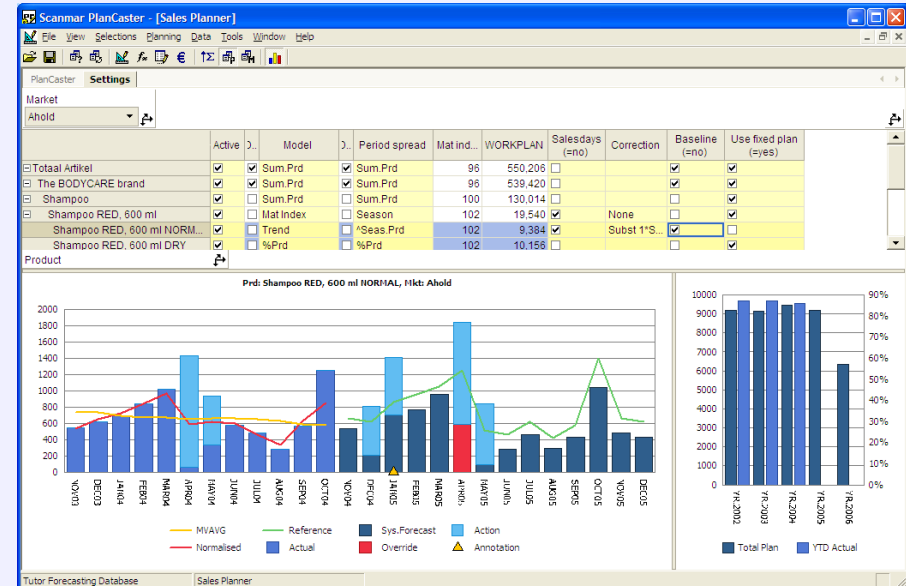 Scanmar PlanCaster - [Sales Planner]
File View Selections Planning Data Tools Window Help
PlanCaster Settings
Market
Ahold
Active D.. Model D.. Period spread Mat ind... WORKPLAN Salesdays (=no) Correction Baseline (=no) Use fixed plan (=yes)
Totaal Artikel Sum.Prd Sum.Prd 96 550,206
The BODYCARE brand Sum.Prd Sum.Prd 96 539,420
Shampoo Sum.Prd Sum.Prd 100 130,014
Shampoo RED, 600 ml Mat Index Season 102 19,540 None
Shampoo RED, 600 ml NORM... Trend ^Seas.Prd 102 9,384 Subst 1*S...
Shampoo RED, 600 ml DRY %Prd %Prd 102 10,156
Product
Prd: Shampoo RED, 600 ml NORMAL, Mkt: Ahold
2000
1800
1600
1400
1200
1000
800
600
400
200
0
NOV03 DEC03 JAN04 FEB04 MAR04 APR04 MAY04 JUN04 JUL04 AUG04 SEP04 OCT04 NOV04 DEC04 JAN05 FEB05 MAR05 APR05 MAY05 JUN05 JUL05 AUG05 SEP05 OCT05 NOV05 DEC05
MVAVG Reference Sys.Forecast Action
Normalised Actual Override Annotation
10000 90%
9000 80%
8000 70%
7000 60%
6000 50%
5000 40%
4000 30%
3000 20%
2000 10%
1000 0%
0
YR.2002 YR.2003 YR.2004 YR.2005 YR.2006
Total Plan YTD Actual
Tutor Forecasting Database Sales Planner